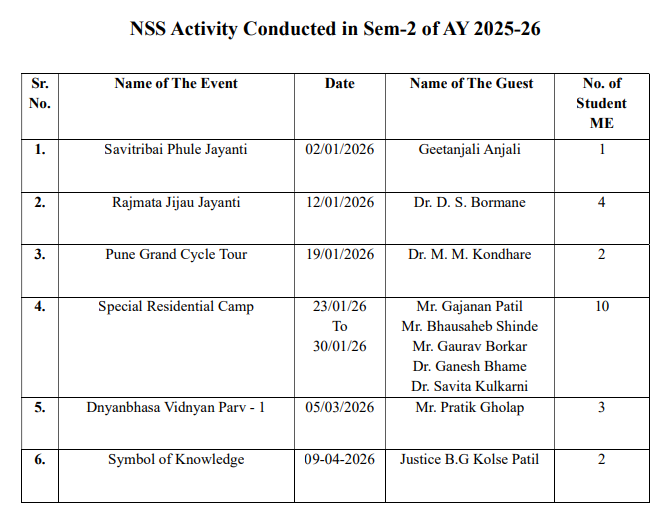 NSS Activity Conducted in Sem-2 of AY 2025-26
Sr. No. Name of The Event Date Name of The Guest No. of Student ME
1. Savitribai Phule Jayanti 02/01/2026 Geetanjali Anjali 1
2. Rajmata Jijau Jayanti 12/01/2026 Dr. D. S. Bormane 4
3. Pune Grand Cycle Tour 19/01/2026 Dr. M. M. Kondhare 2
4. Special Residential Camp 23/01/26 Mr. Gajanan Patil 10
To Mr. Bhausaheb Shinde
30/01/26 Mr. Gaurav Borkar
Dr. Ganesh Bhame
Dr. Savita Kulkarni
5. Dnyanbhasa Vidnyan Parv - 1 05/03/2026 Mr. Pratik Gholap 3
6. Symbol of Knowledge 09-04-2026 Justice B.G Kolse Patil 2